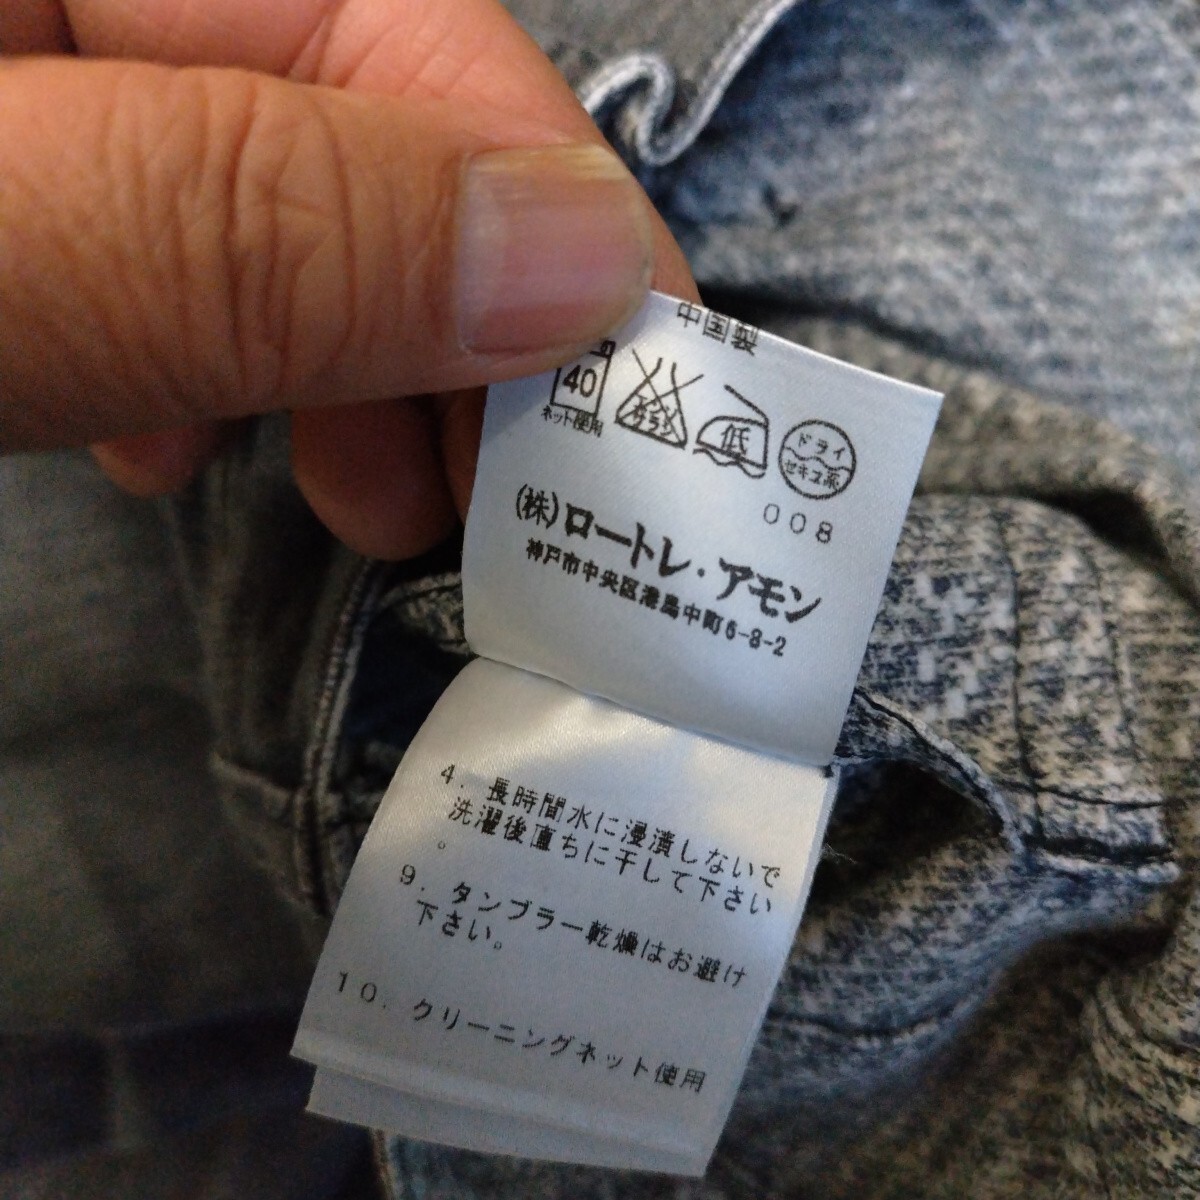 中国製
40
ネット使用
エンソ
サラシ
低
ドライ
セキユ系
008
(株)ロートレ・アモン
神戸市中央区港島中町6-8-2
4.長時間水に浸漬しないで
洗濯後直ちに干して下さい
。
9.タンブラー乾燥はお避け
下さい。
10.クリーニングネット使用